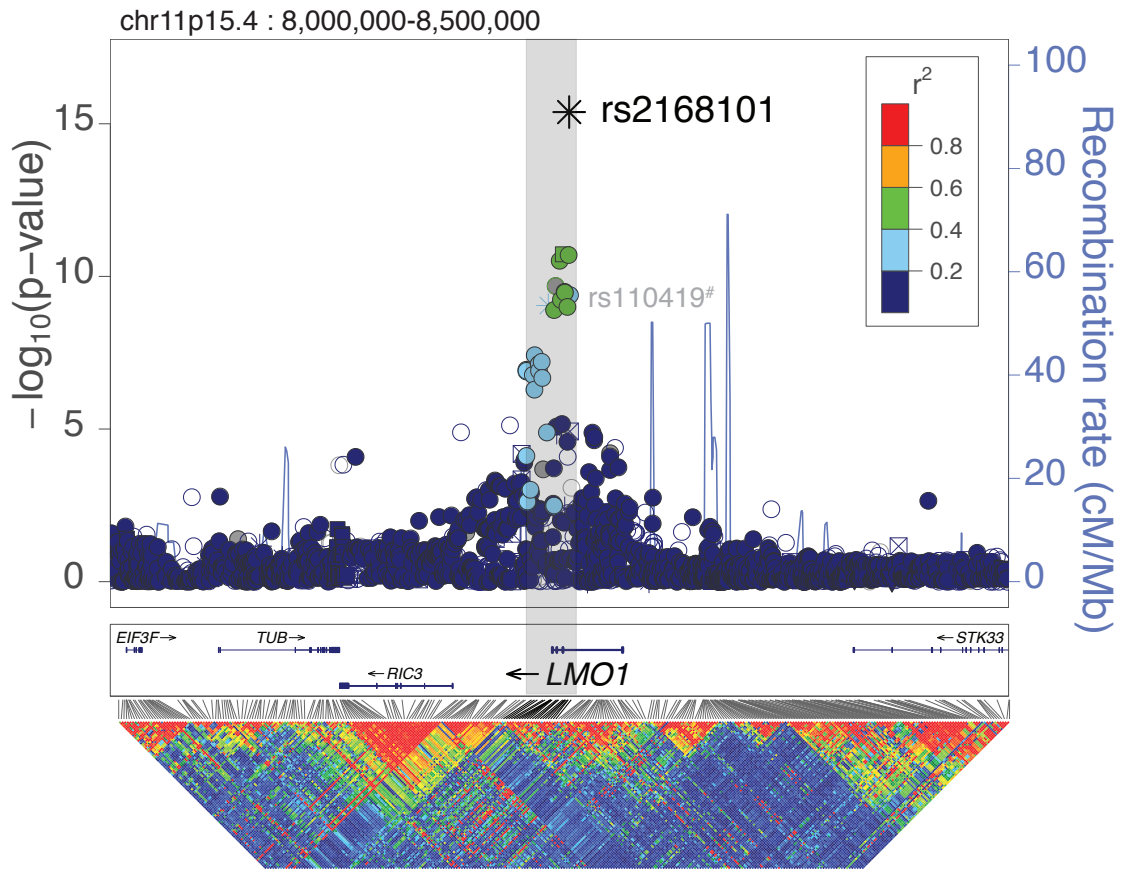 chr11p15.4 : 8,000,000-8,500,000
−log10(p−value)
15
10
5
0
rs2168101
rs110419#
r2
0.8
0.6
0.4
0.2
100
80
60
40
20
0
Recombination rate (cM/Mb)
EIF3F→
TUB→
←STK33
←RIC3
←LMO1